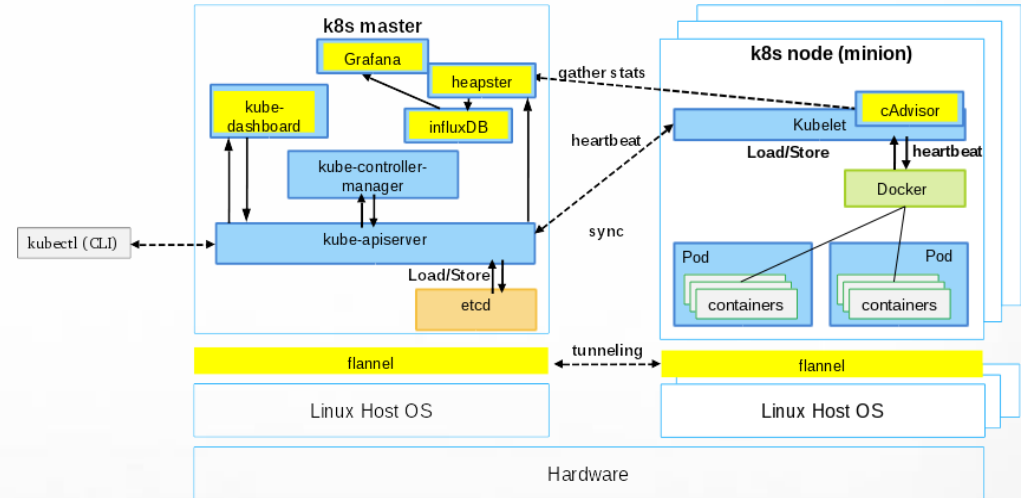 k8s master
Grafana
heapster
kube-
dashboard
influxDB
kube-controller-
manager
kubectl (CLI)
kube-apiserver
Load/Store
etcd
gather stats
heartbeat
sync
k8s node (minion)
cAdvisor
Kubelet
Load/Store
heartbeat
Docker
Pod
containers
Pod
containers
flannel
tunneling
flannel
Linux Host OS
Linux Host OS
Hardware